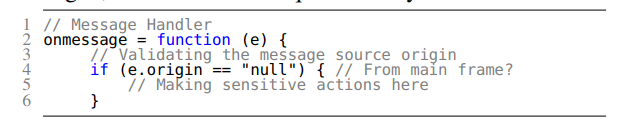 1 // Message Handler
2 onmessage = function (e) {
3 // Validating the message source origin
4 if (e.origin == "null") { // From main frame?
5 // Making sensitive actions here
6 }